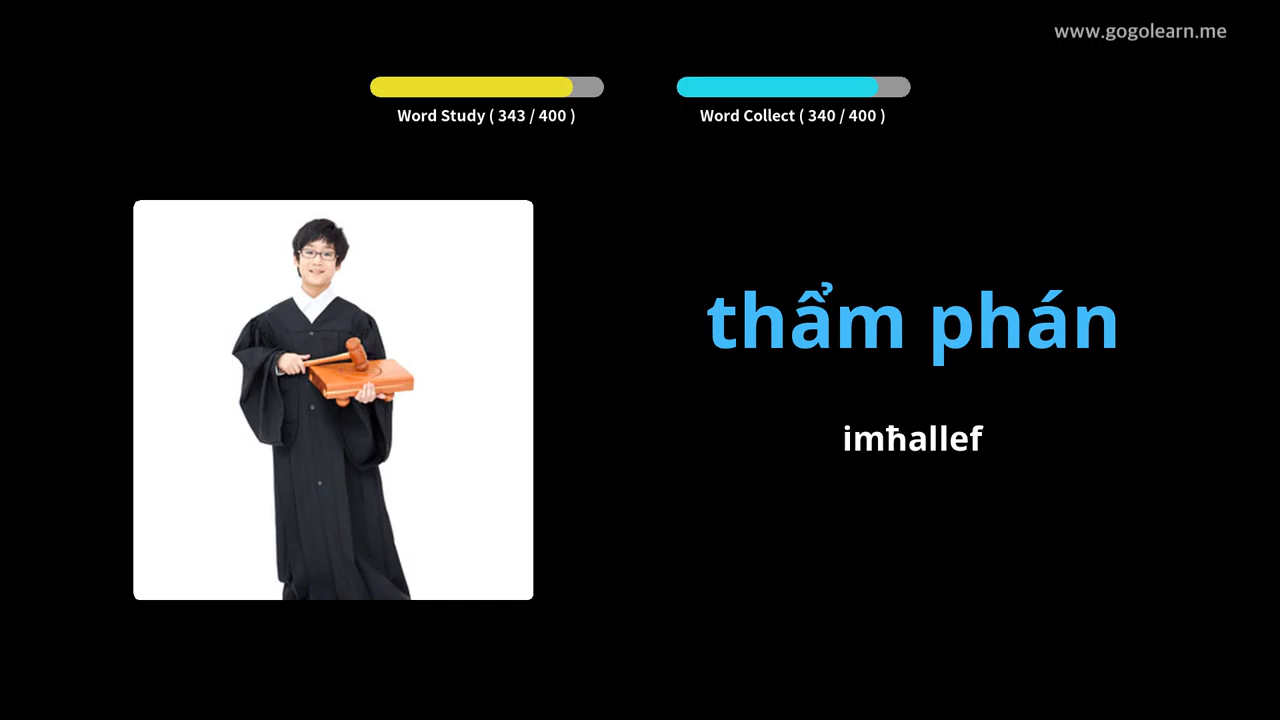 www.gogolearn.me
Word Study ( 343 / 400 )
Word Collect ( 340 / 400 )
thẩm phán
imħallef